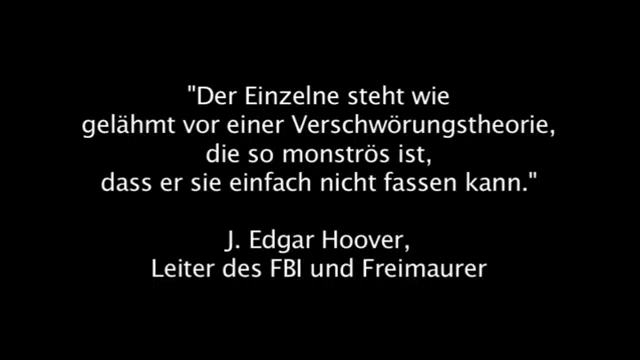 "Der Einzelne steht wie
gelähmt vor einer Verschwörungstheorie,
die so monströs ist,
dass er sie einfach nicht fassen kann."
J. Edgar Hoover,
Leiter des FBI und Freimaurer